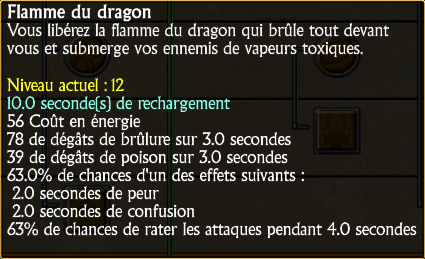 Flamme du dragon
Vous libérez la flamme du dragon qui brûle tout devant
vous et submerge vos ennemis de vapeurs toxiques.
Niveau actuel : 12
10.0 seconde(s) de rechargement
56 Coût en énergie
78 de dégâts de brûlure sur 3.0 secondes
39 de dégâts de poison sur 3.0 secondes
63.0% de chances d'un des effets suivants :
2.0 secondes de peur
2.0 secondes de confusion
63% de chances de rater les attaques pendant 4.0 secondes